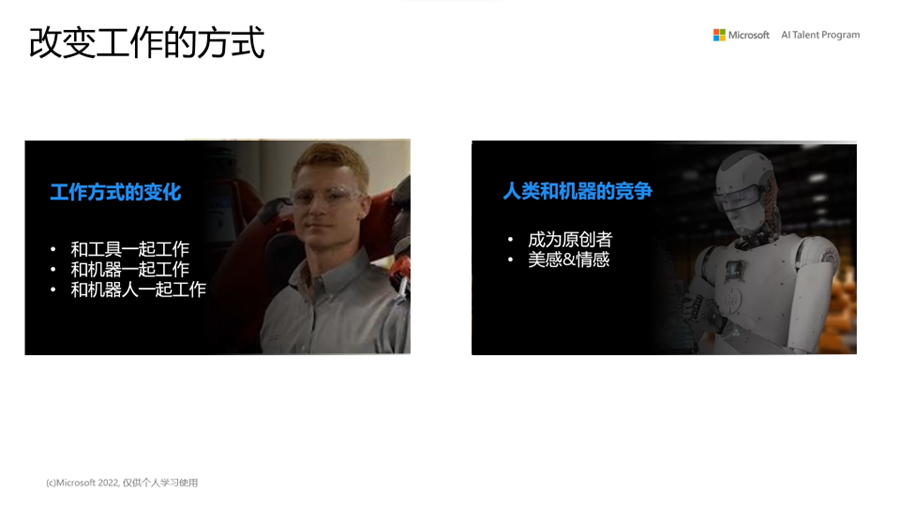 改变工作的方式
Microsoft AI Talent Program
工作方式的变化
• 和工具一起工作
• 和机器一起工作
• 和机器人一起工作
人类和机器的竞争
• 成为原创者
• 美感&情感
(c)Microsoft 2022, 仅供个人学习使用